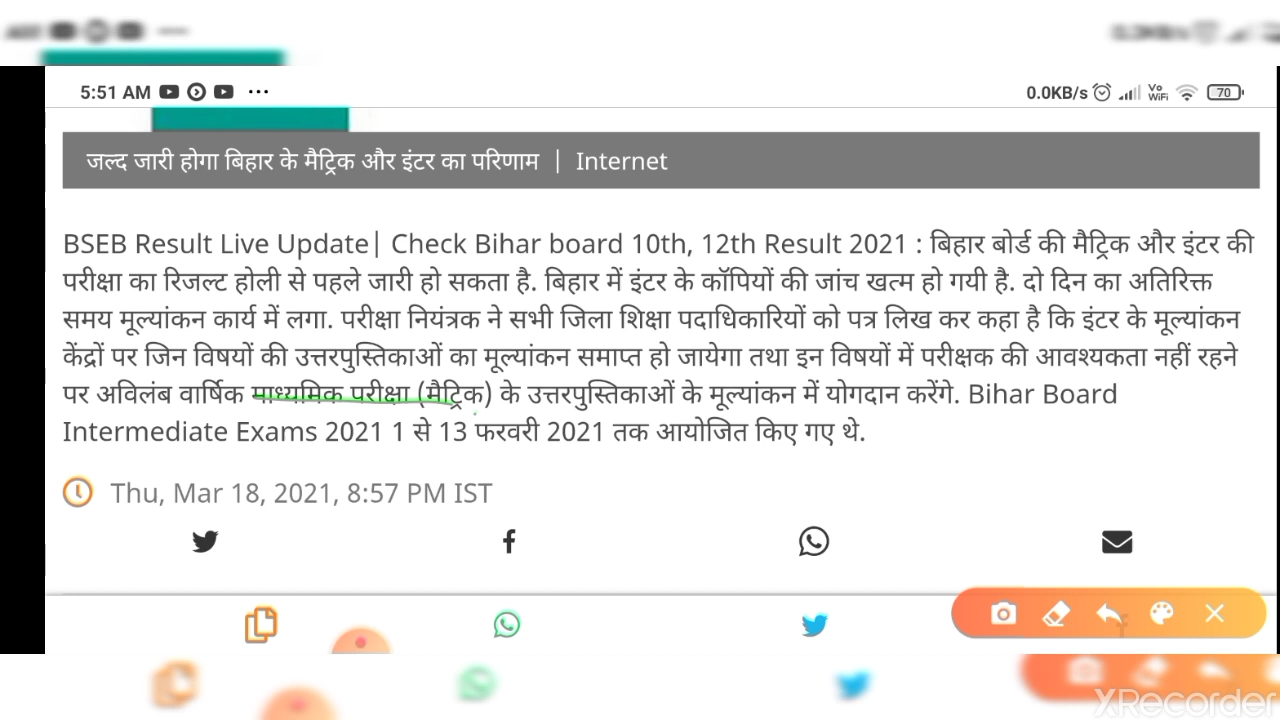 5:51 AM ... 0.0KB/s Vo WiFi 70
जल्द जारी होगा बिहार के मैट्रिक और इंटर का परिणाम | Internet
BSEB Result Live Update| Check Bihar board 10th, 12th Result 2021 : बिहार बोर्ड की मैट्रिक और इंटर की
परीक्षा का रिजल्ट होली से पहले जारी हो सकता है. बिहार में इंटर के कॉपियों की जांच खत्म हो गयी है. दो दिन का अतिरिक्त
समय मूल्यांकन कार्य में लगा. परीक्षा नियंत्रक ने सभी जिला शिक्षा पदाधिकारियों को पत्र लिख कर कहा है कि इंटर के मूल्यांकन
केंद्रों पर जिन विषयों की उत्तरपुस्तिकाओं का मूल्यांकन समाप्त हो जायेगा तथा इन विषयों में परीक्षक की आवश्यकता नहीं रहने
पर अविलंब वार्षिक माध्यमिक परीक्षा (मैट्रिक) के उत्तरपुस्तिकाओं के मूल्यांकन में योगदान करेंगे. Bihar Board
Intermediate Exams 2021 1 से 13 फरवरी 2021 तक आयोजित किए गए थे.
Thu, Mar 18, 2021, 8:57 PM IST
XRecorder